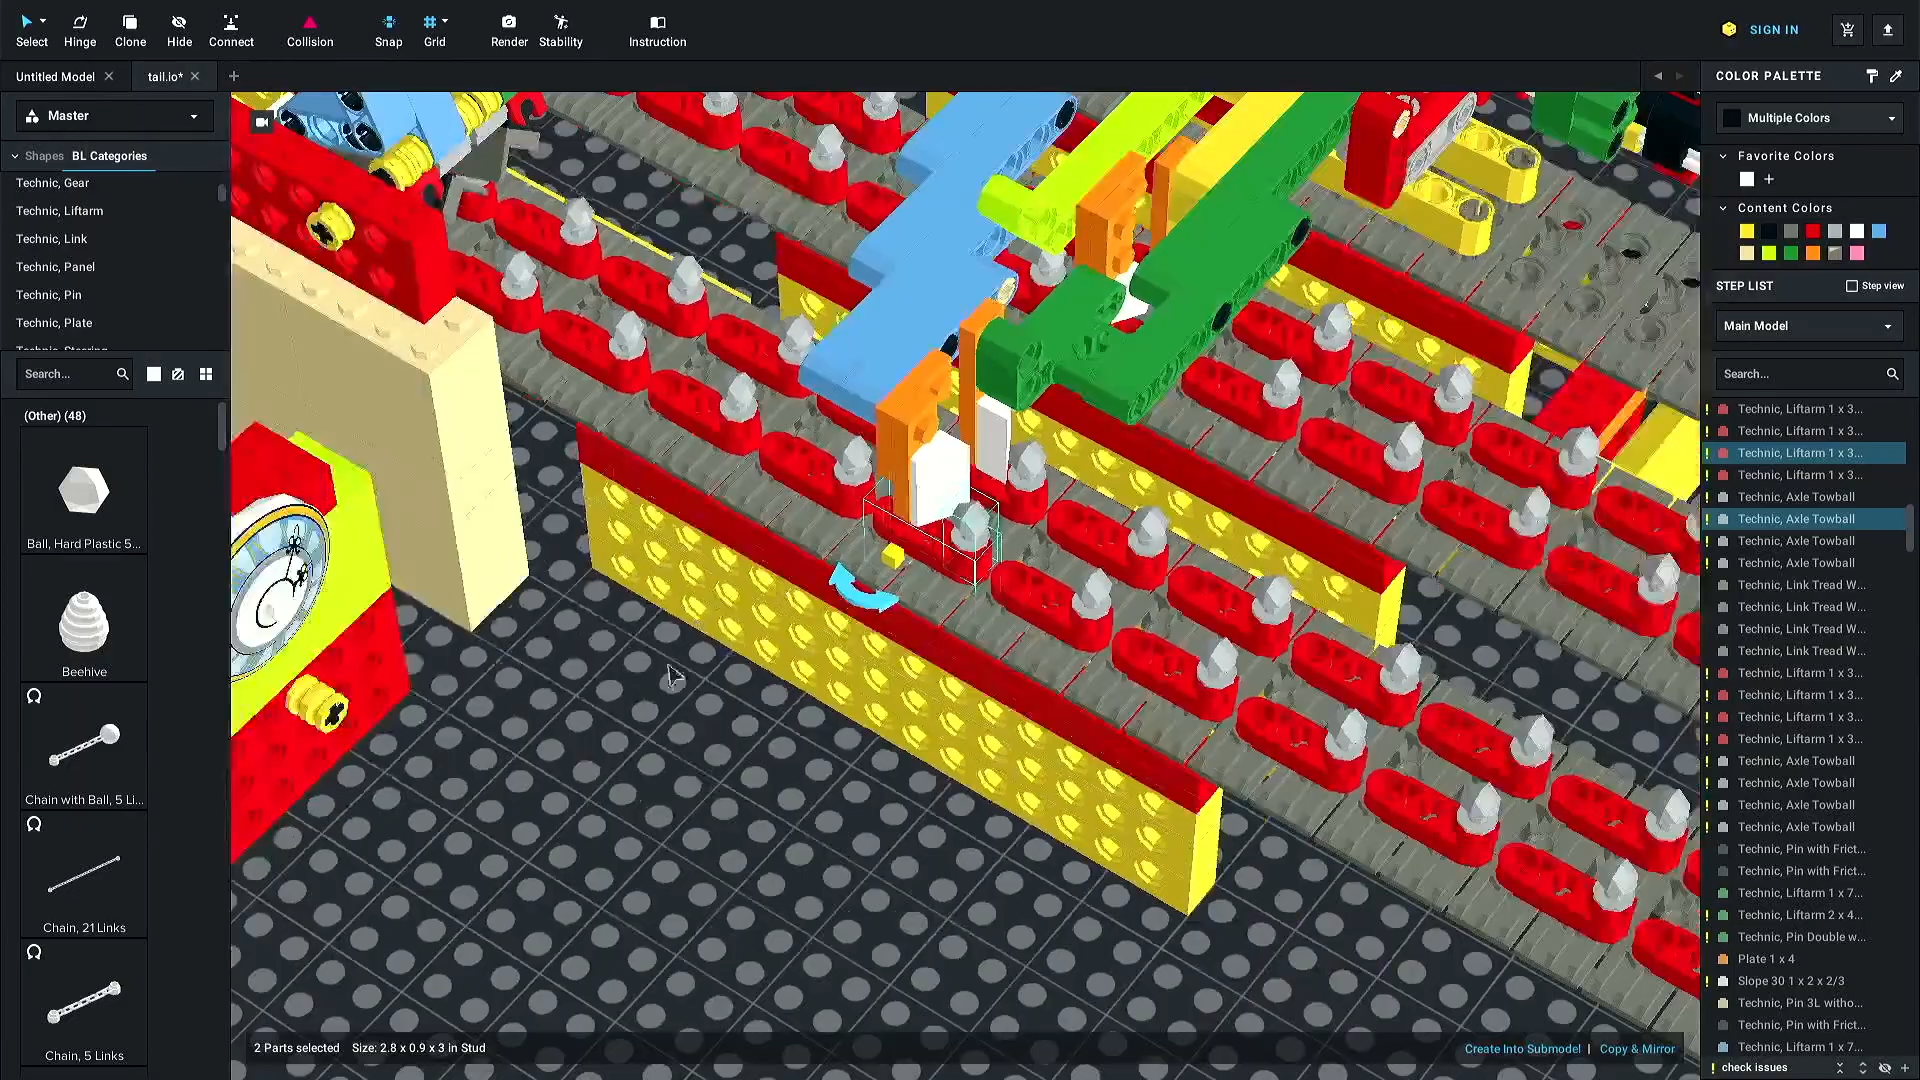 Select
Hinge
Clone
Hide
Connect
Collision
Snap
Grid
Render
Stability
Instruction
SIGN IN
Untitled Model
tail.io*
Master
Shapes
BL Categories
Technic, Gear
Technic, Liftarm
Technic, Link
Technic, Panel
Technic, Pin
Technic, Plate
Search...
(Other) (48)
Ball, Hard Plastic 5...
Beehive
Chain with Ball, 5 Li...
Chain, 21 Links
Chain, 5 Links
2 Parts selected Size: 2.8 x 0.9 x 3 in Stud
Create Into Submodel | Copy & Mirror
COLOR PALETTE
Multiple Colors
Favorite Colors
Content Colors
STEP LIST
Step view
Main Model
Search...
Technic, Liftarm 1 x 3...
Technic, Liftarm 1 x 3...
Technic, Liftarm 1 x 3...
Technic, Liftarm 1 x 3...
Technic, Axle Towball
Technic, Axle Towball
Technic, Axle Towball
Technic, Axle Towball
Technic, Link Tread W...
Technic, Link Tread W...
Technic, Link Tread W...
Technic, Link Tread W...
Technic, Liftarm 1 x 3...
Technic, Liftarm 1 x 3...
Technic, Liftarm 1 x 3...
Technic, Liftarm 1 x 3...
Technic, Axle Towball
Technic, Axle Towball
Technic, Axle Towball
Technic, Axle Towball
Technic, Pin with Frict...
Technic, Pin with Frict...
Technic, Liftarm 1 x 7...
Technic, Liftarm 2 x 4...
Technic, Pin Double w...
Plate 1 x 4
Slope 30 1 x 2 x 2/3
Technic, Pin 3L witho...
Technic, Pin with Frict...
Technic, Liftarm 1 x 7...
check issues